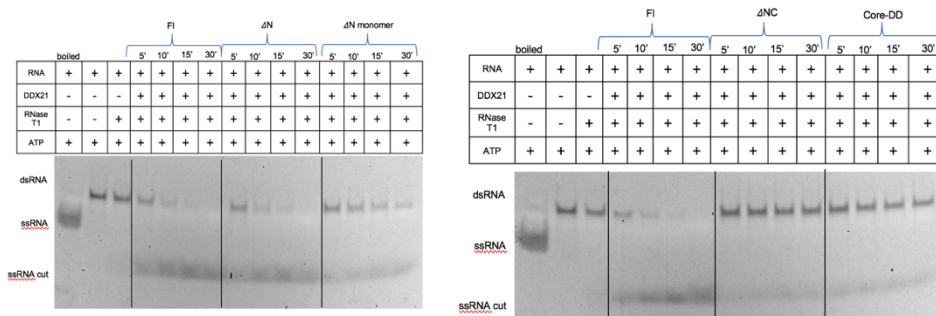 Fl ΔN ΔN monomer
boiled 5' 10' 15' 30' 5' 10' 15' 30' 5' 10' 15' 30'
RNA + + + + + + + + + + + + + + +
DDX21 - - - + + + + + + + + + + + +
RNase T1 - - + + + + + + + + + + + + +
ATP + + + + + + + + + + + + + + +
dsRNA
ssRNA
ssRNA cut
Fl ΔNC Core-DD
boiled 5' 10' 15' 30' 5' 10' 15' 30' 5' 10' 15' 30'
RNA + + + + + + + + + + + + + + +
DDX21 - - - + + + + + + + + + + + +
RNase T1 - - + + + + + + + + + + + + +
ATP + + + + + + + + + + + + + + +
dsRNA
ssRNA
ssRNA cut